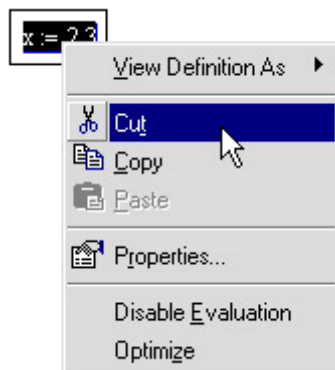 x := 2.3
View Definition As
Cut
Copy
Paste
Properties...
Disable Evaluation
Optimize